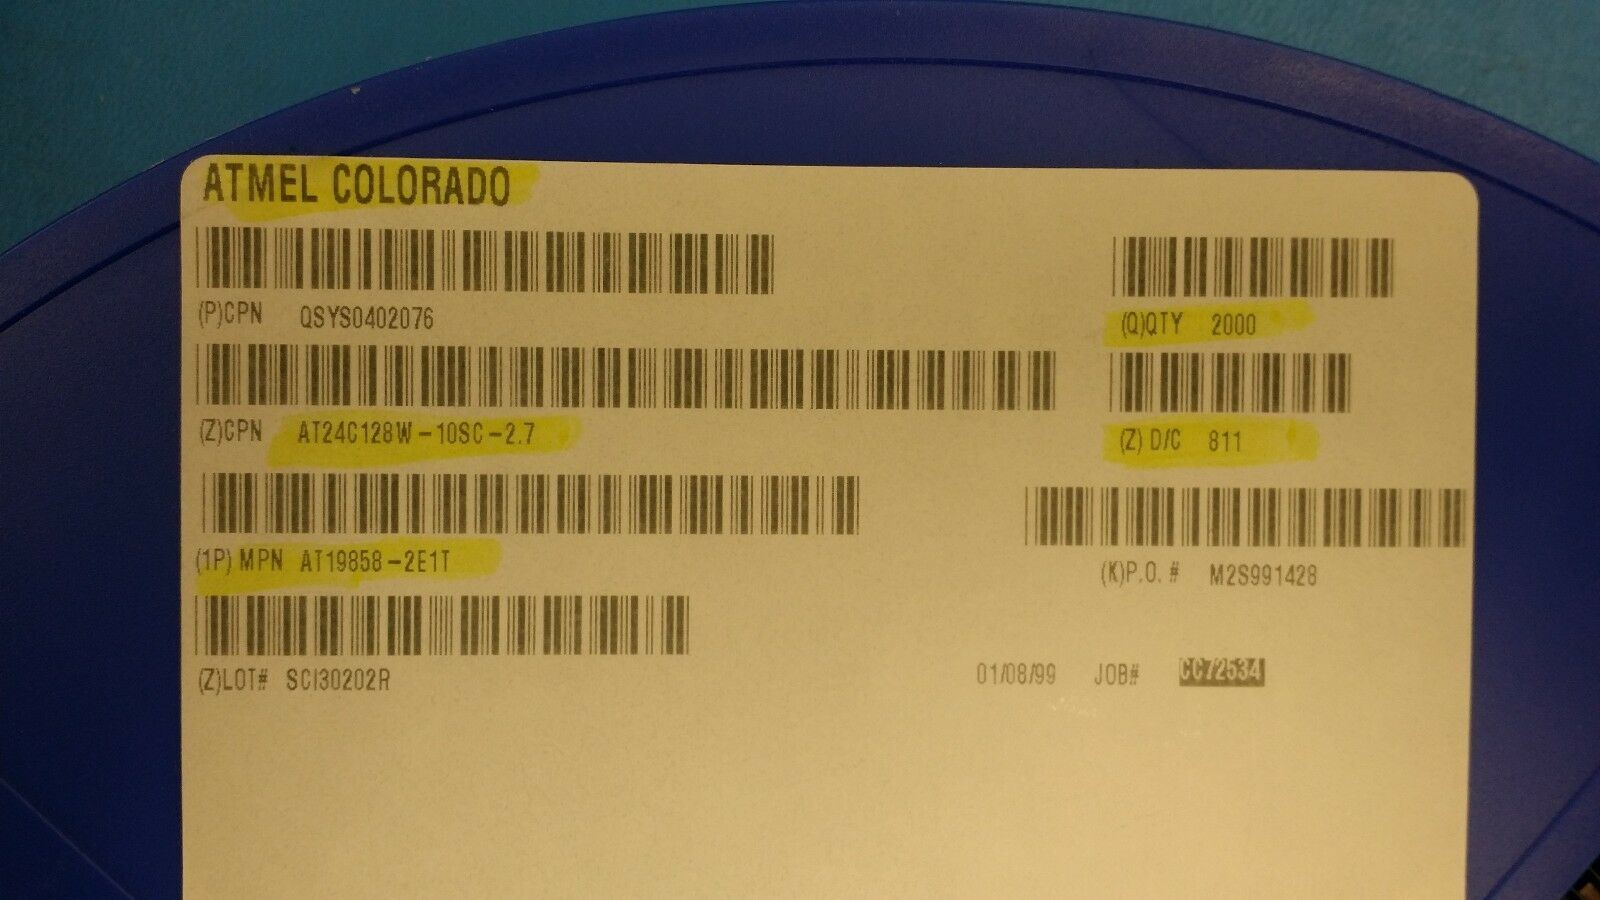 ATMEL COLORADO
(P)CPN QSYS0402076
(Q)QTY 2000
(Z)CPN AT24C128W-10SC-2.7
(Z) D/C 811
(1P) MPN AT19858-2E1T
(K)P.O. # M2S991428
(Z)LOT# SCI30202R
01/08/99 JOB# CC72534